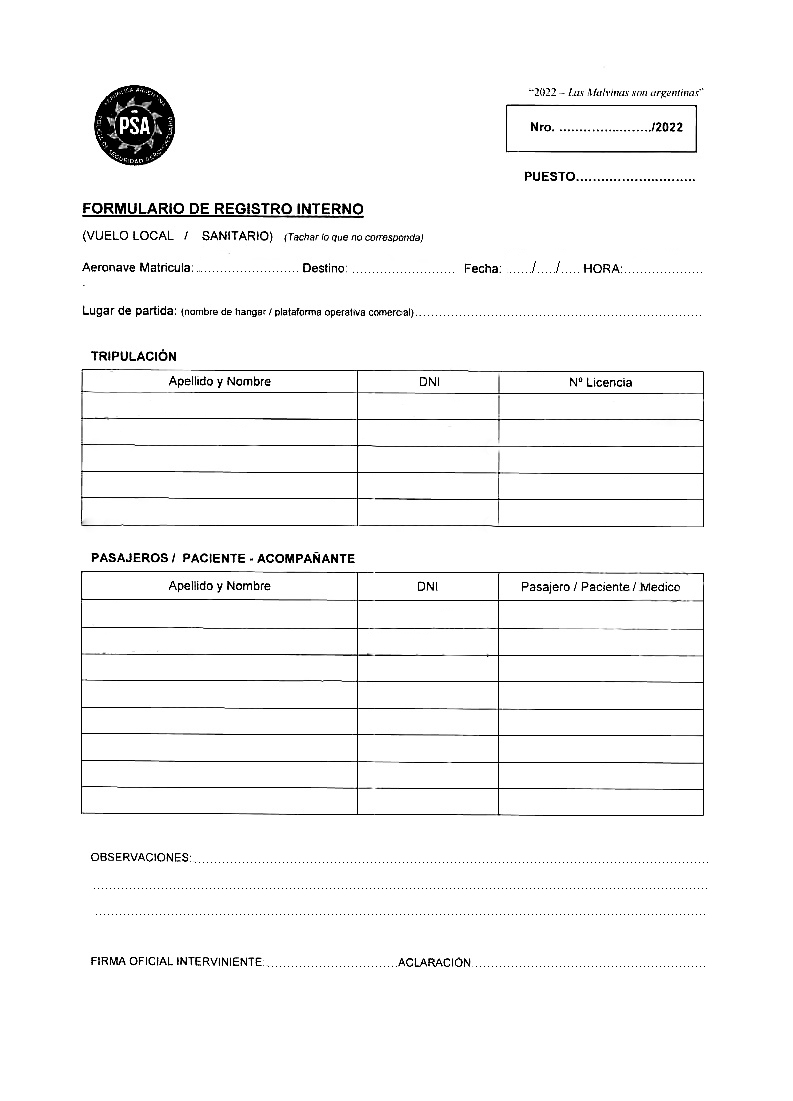 "2022 – Las Malvinas son argentinas"
PSA
Nro. ....................../2022
PUESTO............................
FORMULARIO DE REGISTRO INTERNO
(VUELO LOCAL / SANITARIO) (Tachar lo que no corresponda)
Aeronave Matricula:.......................... Destino: .......................... Fecha: ....../...../..... HORA:....................
Lugar de partida: (nombre de hangar / plataforma operativa comercial)........................................................................
TRIPULACIÓN
Apellido y Nombre DNI Nº Licencia
PASAJEROS / PACIENTE - ACOMPAÑANTE
Apellido y Nombre DNI Pasajero / Paciente / Medico
OBSERVACIONES:.................................................................................................................................
..........................................................................................................................................................
..........................................................................................................................................................
FIRMA OFICIAL INTERVINIENTE:.................................ACLARACIÓN...........................................................